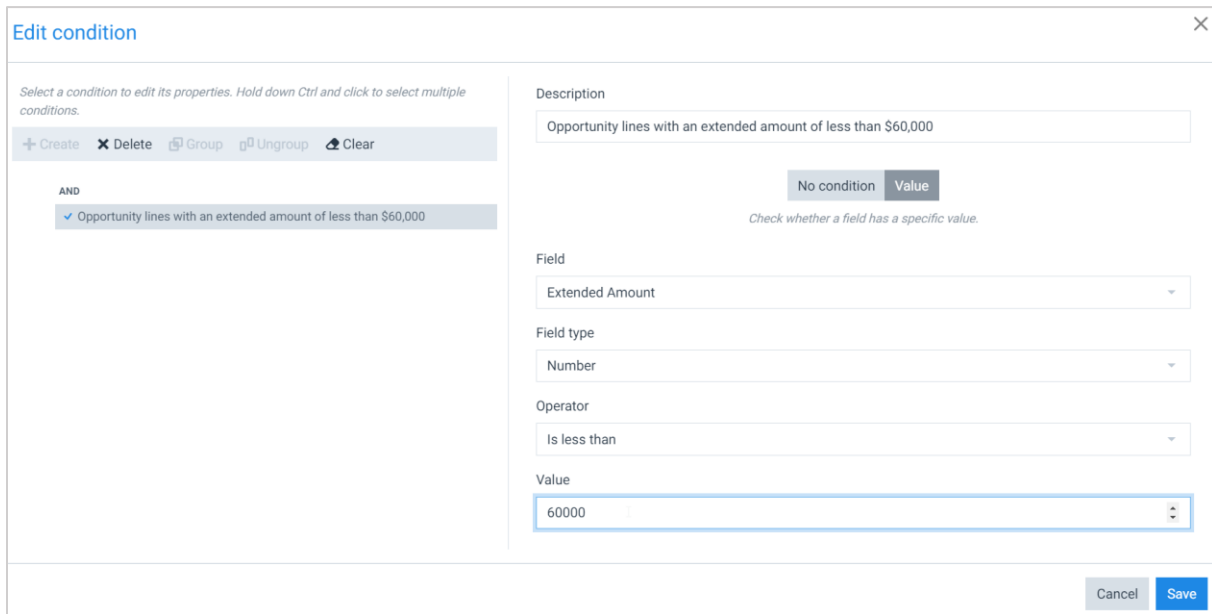 Edit condition
Select a condition to edit its properties. Hold down Ctrl and click to select multiple
conditions.
Create Delete Group Ungroup Clear
AND
Opportunity lines with an extended amount of less than $60,000
Description
Opportunity lines with an extended amount of less than $60,000
No condition Value
Check whether a field has a specific value.
Field
Extended Amount
Field type
Number
Operator
Is less than
Value
60000
Cancel Save